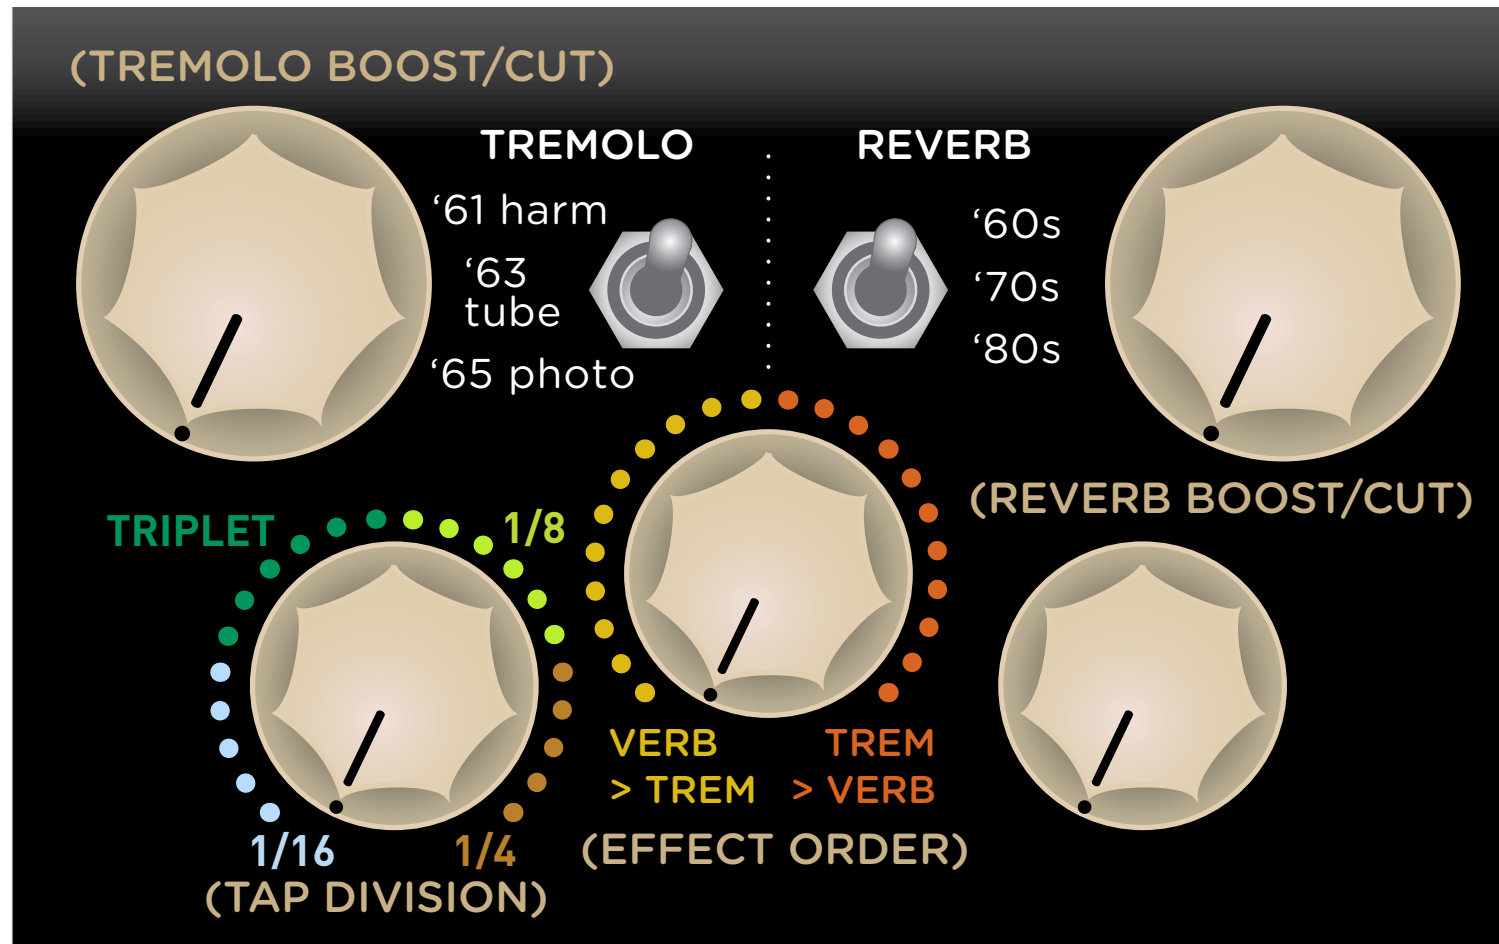 (TREMOLO BOOST/CUT)
TREMOLO
REVERB
‘61 harm
‘63
tube
‘65 photo
‘60s
‘70s
‘80s
(REVERB BOOST/CUT)
TRIPLET
1/8
1/16
1/4
(TAP DIVISION)
VERB
> TREM
TREM
> VERB
(EFFECT ORDER)